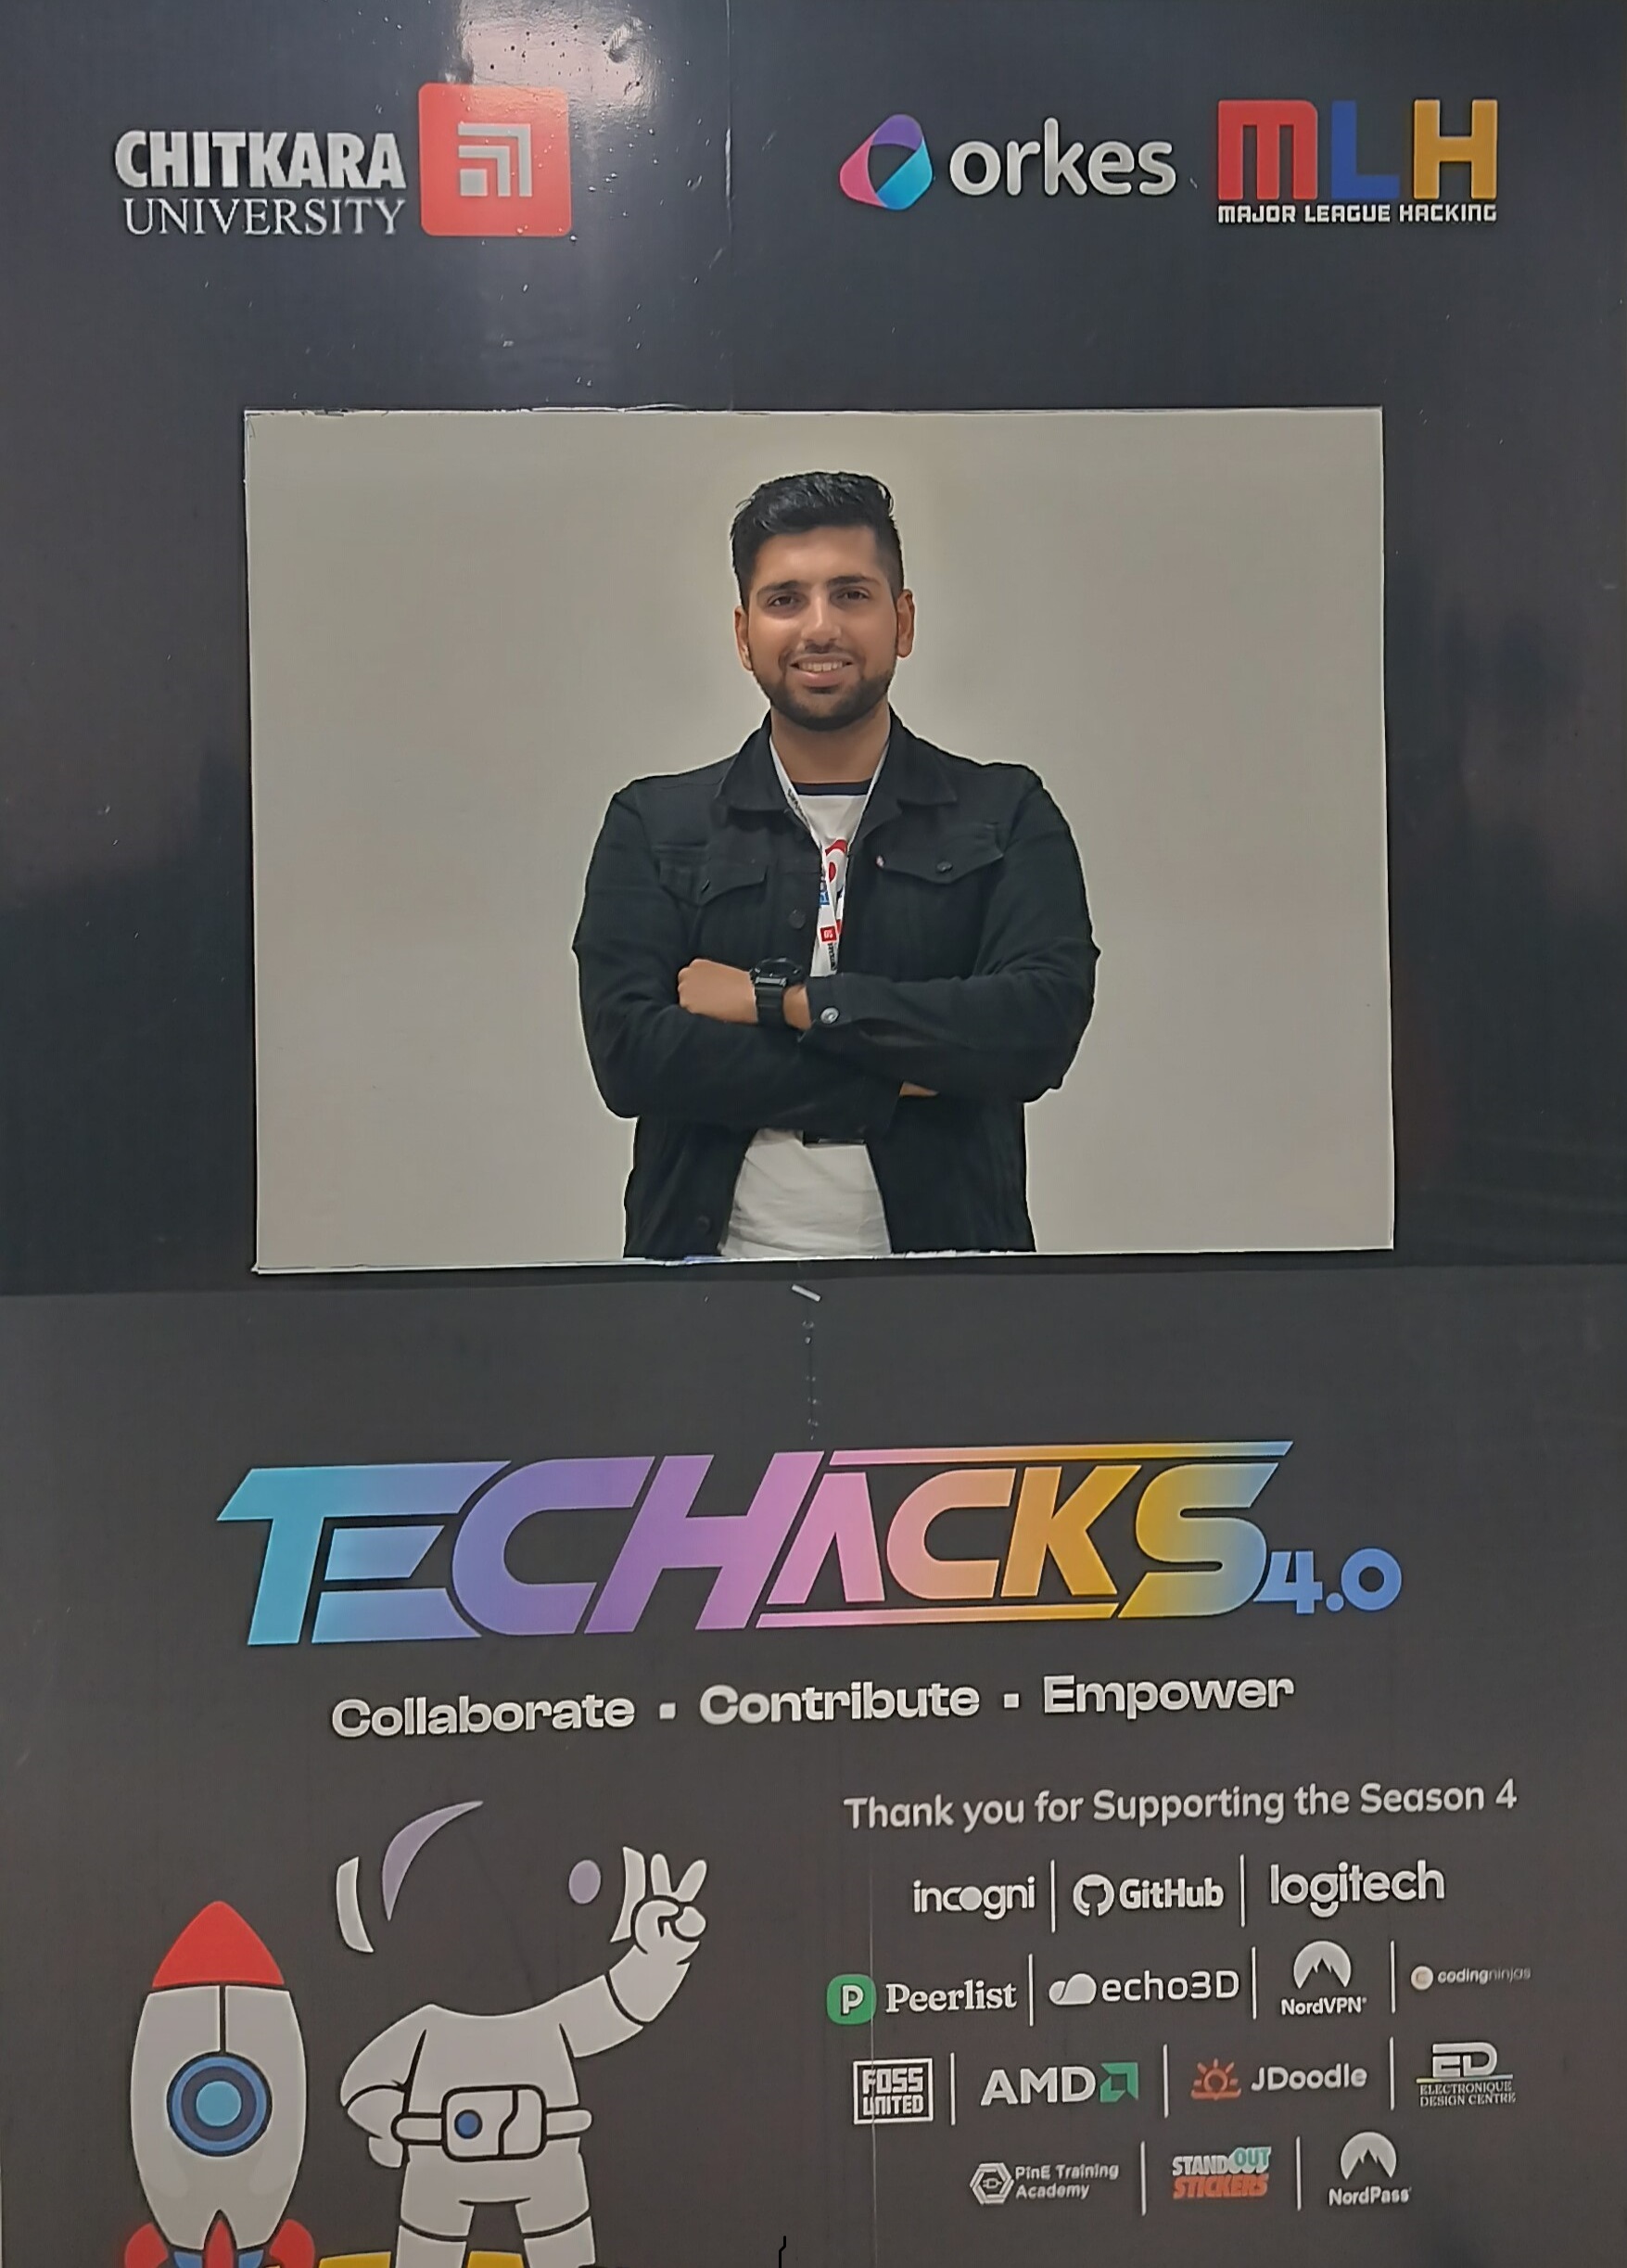 CHITKARA
UNIVERSITY
orkes
MLH
MAJOR LEAGUE HACKING
TECHACKS 4.0
Collaborate ▪ Contribute ▪ Empower
Thank you for Supporting the Season 4
incogni | GitHub | logitech
Peerlist | echo3D | NordVPN® | codingninjas
FOSS
UNITED
AMD
JDoodle
ED
ELECTRONIQUE
DESIGN CENTRE
PinE Training
Academy
STANDOUT
STICKERS
NordPass®